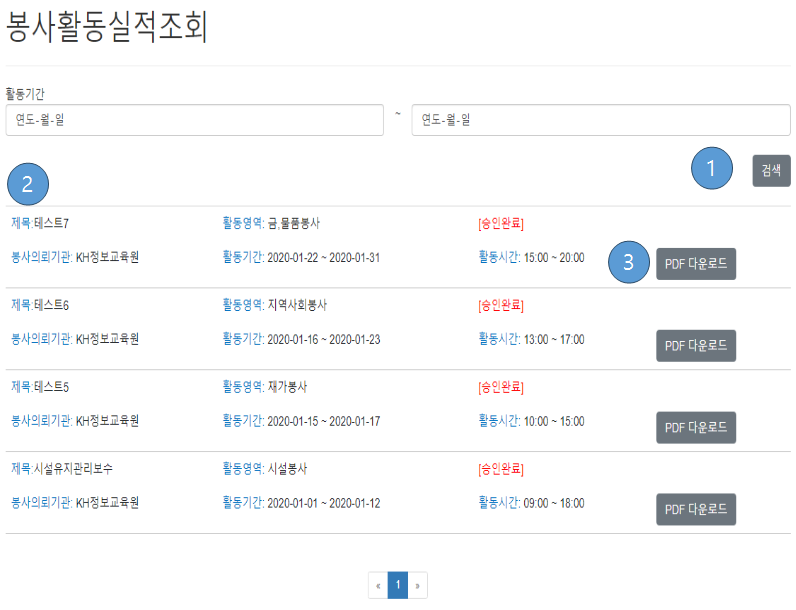 봉사활동실적조회
활동기간
연도-월-일 ~ 연도-월-일
1 검색
2
제목:테스트7 활동영역: 금,물품봉사 [승인완료]
봉사의뢰기관: KH정보교육원 활동기간: 2020-01-22 ~ 2020-01-31 활동시간: 15:00 ~ 20:00 3 PDF 다운로드
제목:테스트6 활동영역: 지역사회봉사 [승인완료]
봉사의뢰기관: KH정보교육원 활동기간: 2020-01-16 ~ 2020-01-23 활동시간: 13:00 ~ 17:00 PDF 다운로드
제목:테스트5 활동영역: 재가봉사 [승인완료]
봉사의뢰기관: KH정보교육원 활동기간: 2020-01-15 ~ 2020-01-17 활동시간: 10:00 ~ 15:00 PDF 다운로드
제목:시설유지관리보수 활동영역: 시설봉사 [승인완료]
봉사의뢰기관: KH정보교육원 활동기간: 2020-01-01 ~ 2020-01-12 활동시간: 09:00 ~ 18:00 PDF 다운로드
« 1 »